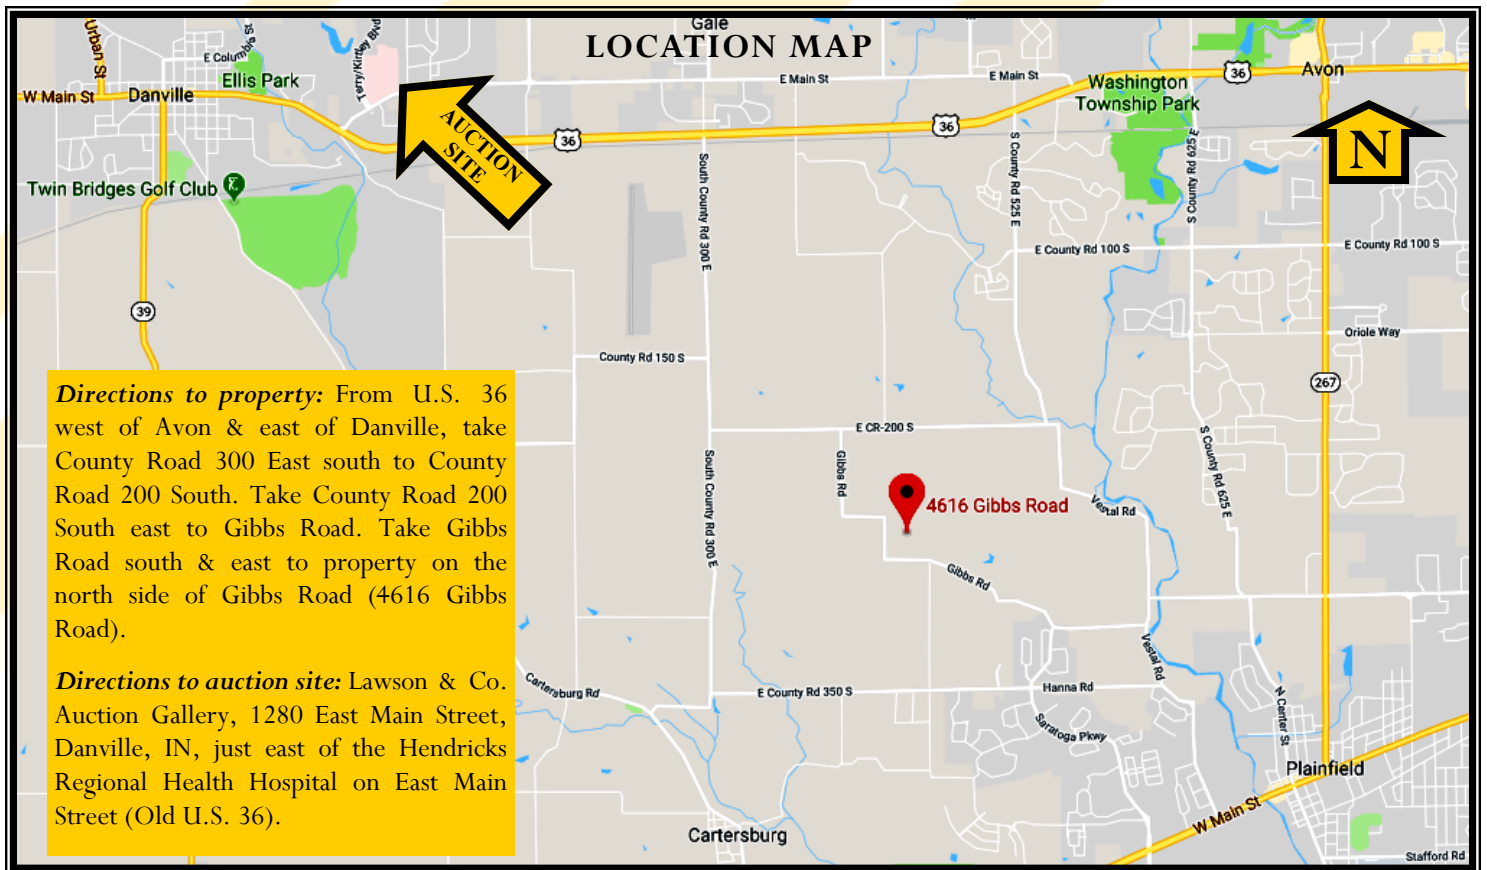 Gale
LOCATION MAP
Urban St
E Columbia St
Terry/Kirtley Blvd
Ellis Park
W Main St
Danville
E Main St
E Main St
Washington
Township Park
36
Avon
AUCTION
SITE
36
36
N
Twin Bridges Golf Club
South County Rd 300 E
S County Rd 525 E
S County Rd 625 E
E County Rd 100 S
E County Rd 100 S
39
Oriole Way
County Rd 150 S
267
Directions to property: From U.S. 36
west of Avon & east of Danville, take
County Road 300 East south to County
Road 200 South. Take County Road 200
South east to Gibbs Road. Take Gibbs
Road south & east to property on the
north side of Gibbs Road (4616 Gibbs
Road).
Directions to auction site: Lawson & Co.
Auction Gallery, 1280 East Main Street,
Danville, IN, just east of the Hendricks
Regional Health Hospital on East Main
Street (Old U.S. 36).
E CR-200 S
Gibbs Rd
South County Rd 300 E
S County Rd 625 E
4616 Gibbs Road
Vestal Rd
Gibbs Rd
Vestal Rd
Cartersburg Rd
E County Rd 350 S
Hanna Rd
N Center St
Saratoga Pkwy
Plainfield
W Main St
Cartersburg
Stafford Rd